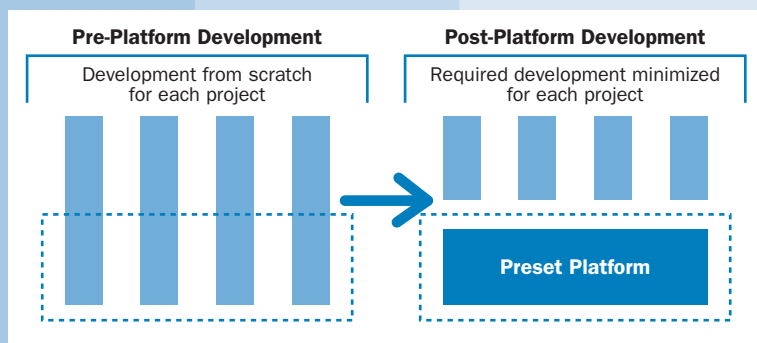 Pre-Platform Development
Development from scratch
for each project
Post-Platform Development
Required development minimized
for each project
Preset Platform